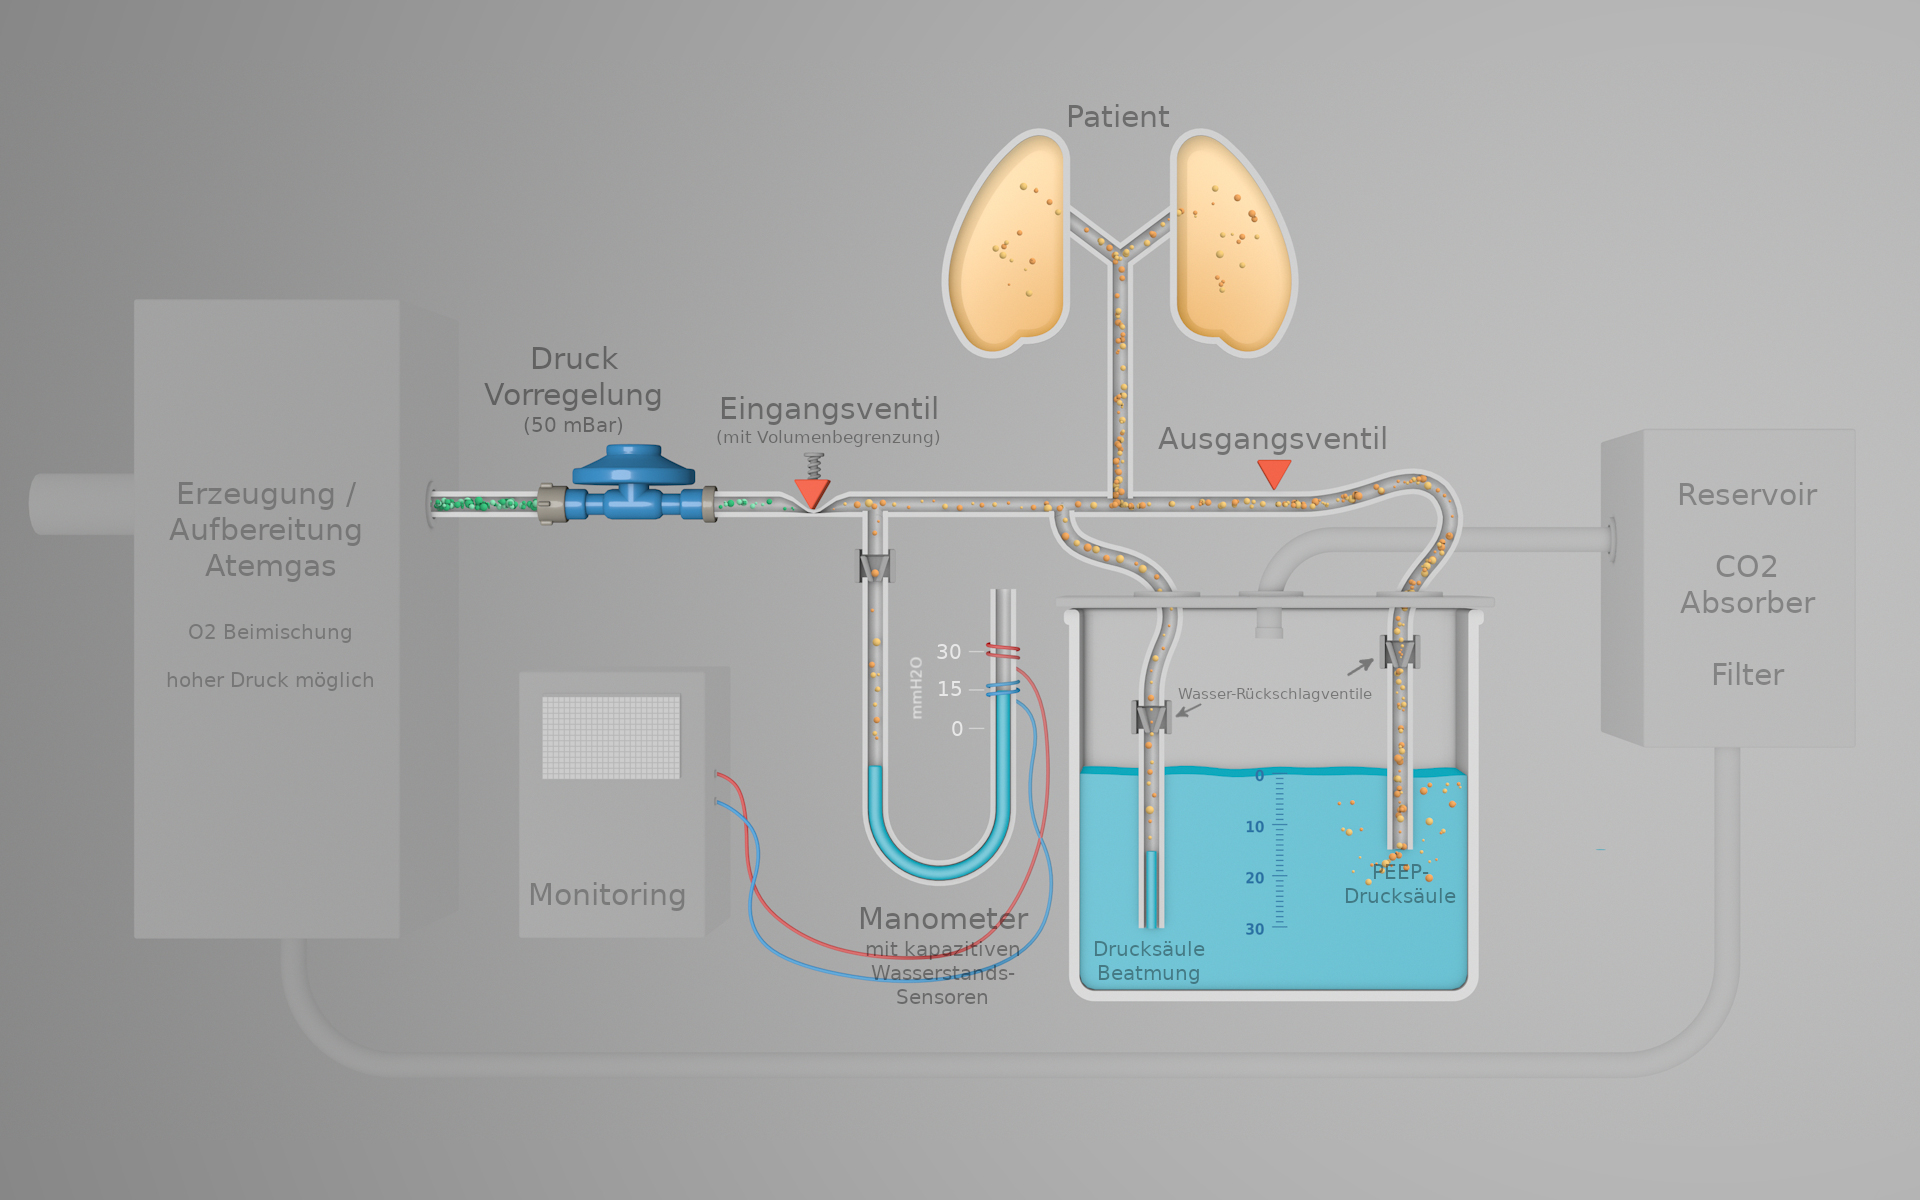 Patient
Druck
Vorregelung
(50 mBar)
Eingangsventil
(mit Volumenbegrenzung)
Ausgangsventil
Erzeugung /
Aufbereitung
Atemgas
O2 Beimischung
hoher Druck möglich
Reservoir
CO2
Absorber
Filter
mmH2O
30
15
0
Wasser-Rückschlagventile
0
10
20
30
PEEP-
Drucksäule
Monitoring
Manometer
mit kapazitiven
Wasserstands-
Sensoren
Drucksäule
Beatmung